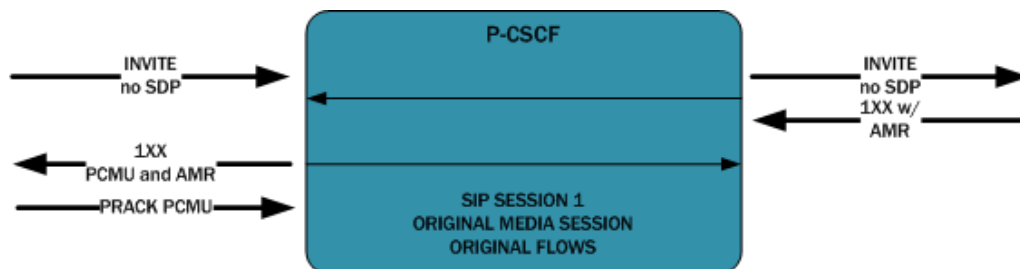 P-CSCF
INVITE
no SDP
INVITE
no SDP
1XX w/
AMR
1XX
PCMU and AMR
PRACK PCMU
SIP SESSION 1
ORIGINAL MEDIA SESSION
ORIGINAL FLOWS